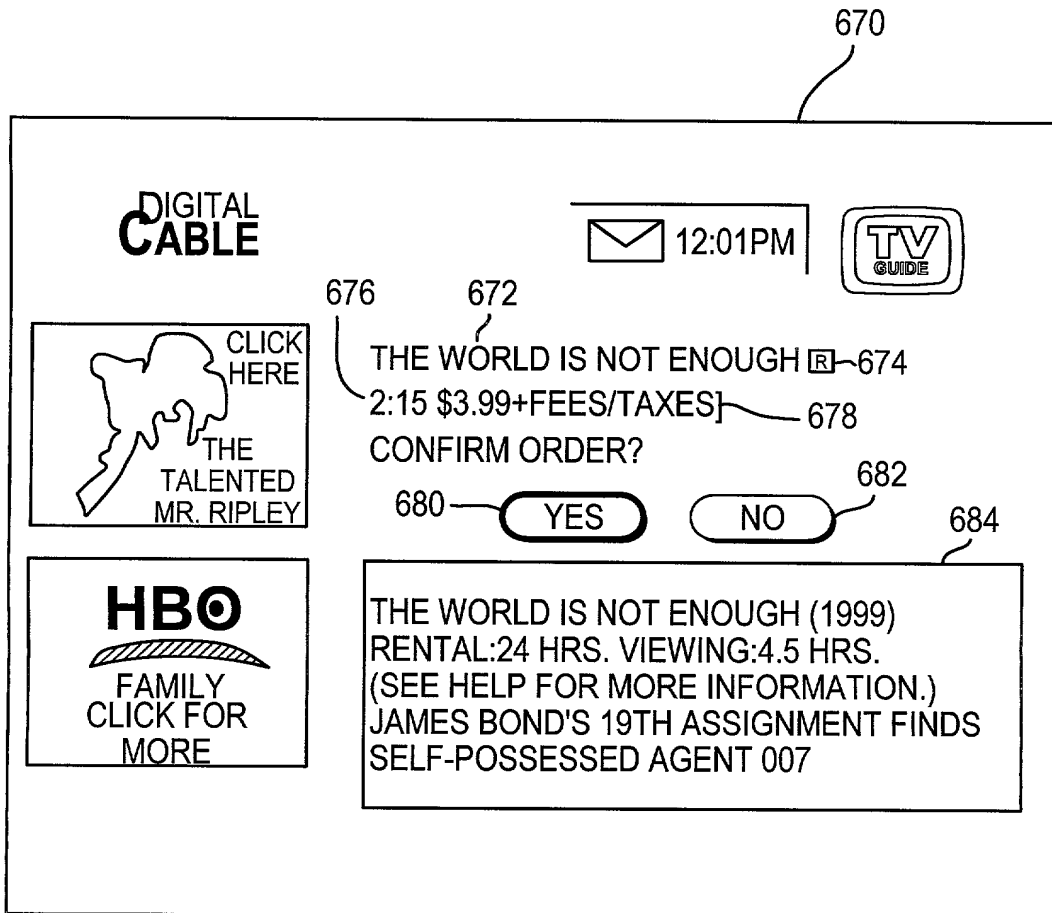 670
DIGITAL
CABLE
12:01PM
TV
GUIDE
676
672
CLICK
HERE
THE
TALENTED
MR. RIPLEY
THE WORLD IS NOT ENOUGH R
674
2:15 $3.99+FEES/TAXES]
678
CONFIRM ORDER?
680
YES
NO
682
684
HBO
FAMILY
CLICK FOR
MORE
THE WORLD IS NOT ENOUGH (1999)
RENTAL:24 HRS. VIEWING:4.5 HRS.
(SEE HELP FOR MORE INFORMATION.)
JAMES BOND'S 19TH ASSIGNMENT FINDS
SELF-POSSESSED AGENT 007